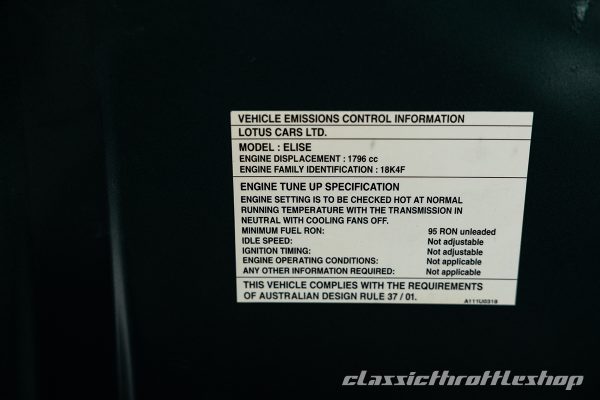 VEHICLE EMISSIONS CONTROL INFORMATION
LOTUS CARS LTD.
MODEL : ELISE
ENGINE DISPLACEMENT : 1796 cc
ENGINE FAMILY IDENTIFICATION : 18K4F
ENGINE TUNE UP SPECIFICATION
ENGINE SETTING IS TO BE CHECKED HOT AT NORMAL
RUNNING TEMPERATURE WITH THE TRANSMISSION IN
NEUTRAL WITH COOLING FANS OFF.
MINIMUM FUEL RON: 95 RON unleaded
IDLE SPEED: Not adjustable
IGNITION TIMING: Not adjustable
ENGINE OPERATING CONDITIONS: Not applicable
ANY OTHER INFORMATION REQUIRED: Not applicable
THIS VEHICLE COMPLIES WITH THE REQUIREMENTS
OF AUSTRALIAN DESIGN RULE 37 / 01.
A111U0318
classicthrottleshop